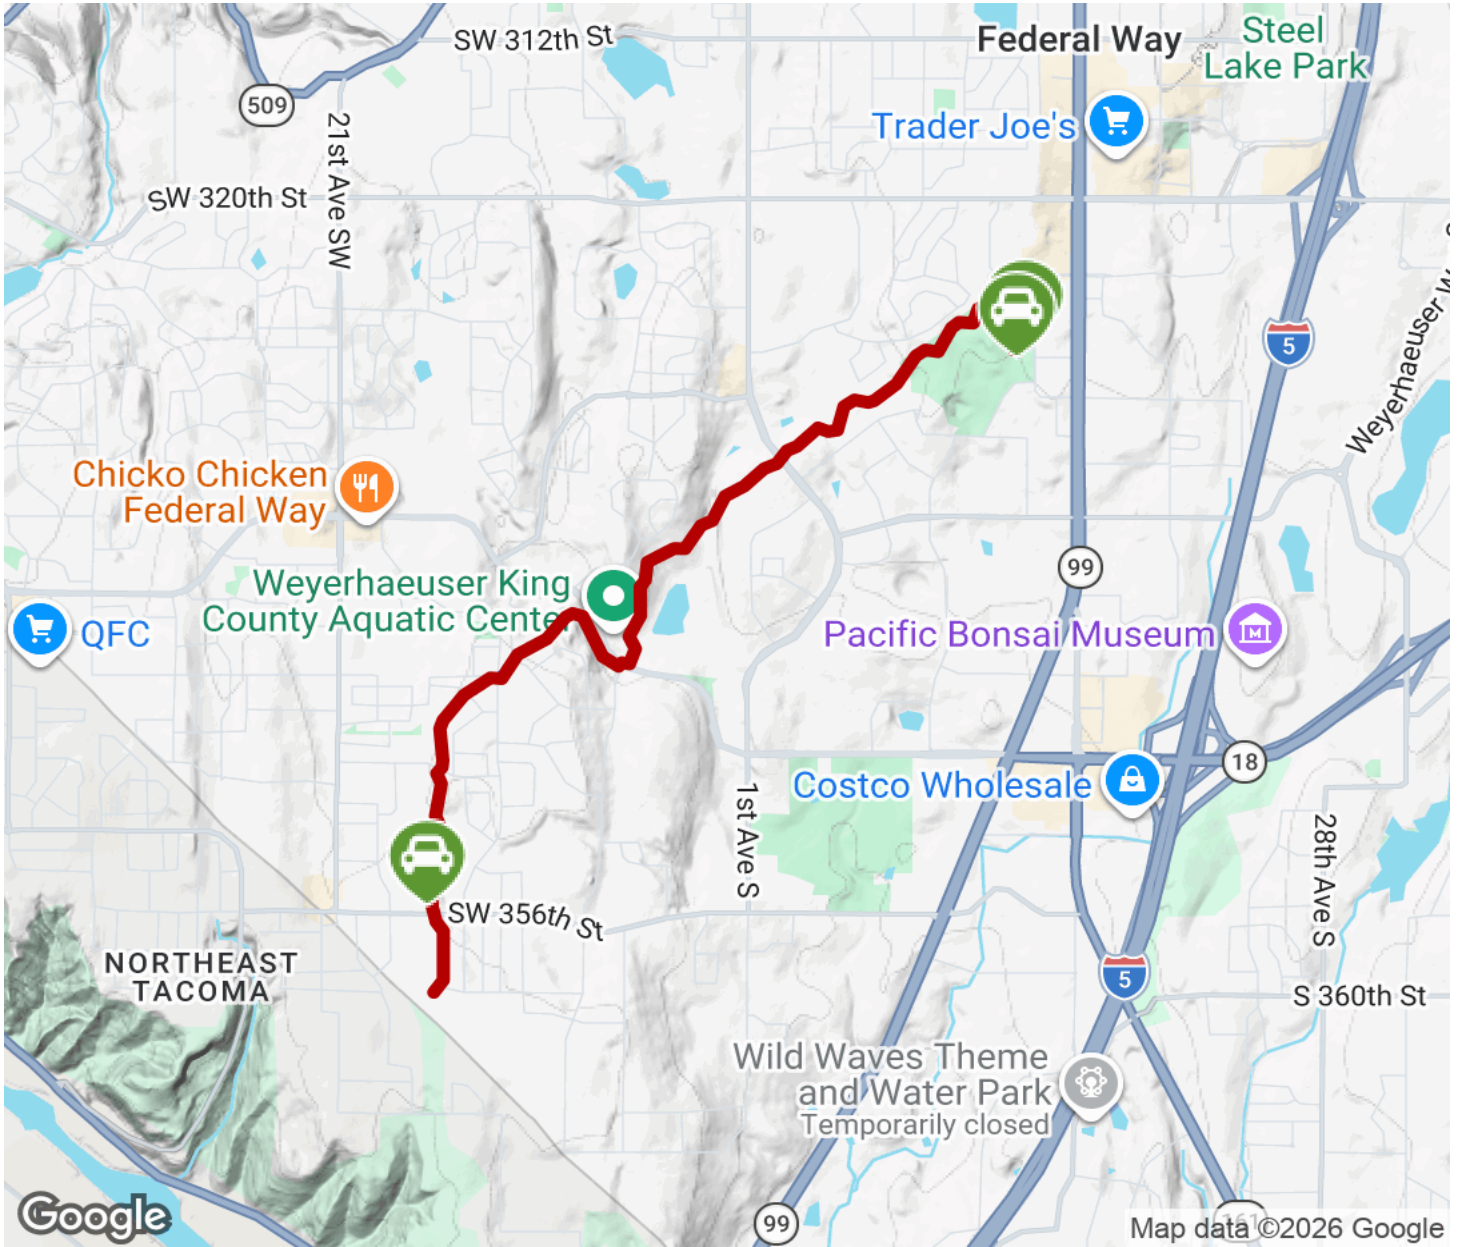 SW 312th St
Federal Way
Steel
Lake Park
509
Trader Joe's
21st Ave SW
SW 320th St
5
Weyerhaeuser W
Chicko Chicken
Federal Way
99
Weyerhaeuser King
County Aquatic Center
QFC
Pacific Bonsai Museum
M
18
Costco Wholesale
1st Ave S
28th Ave S
SW 356th St
NORTHEAST
TACOMA
5
S 360th St
Wild Waves Theme
and Water Park
Temporarily closed
99
161
Google
Map data ©2026 Google